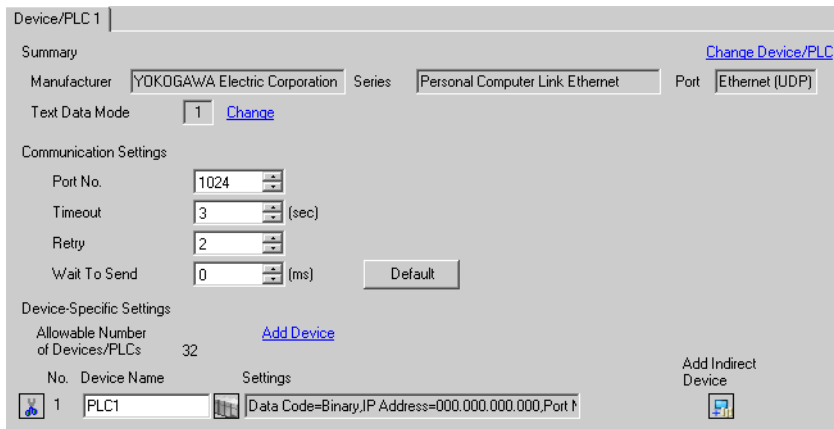 Device/PLC 1
Summary Change Device/PLC
Manufacturer YOKOGAWA Electric Corporation Series Personal Computer Link Ethernet Port Ethernet (UDP)
Text Data Mode 1 Change
Communication Settings
Port No. 1024
Timeout 3 (sec)
Retry 2
Wait To Send 0 (ms) Default
Device-Specific Settings
Allowable Number Add Device
of Devices/PLCs 32
Add Indirect
No. Device Name Settings Device
1 PLC1 Data Code=Binary,IP Address=000.000.000.000,Port